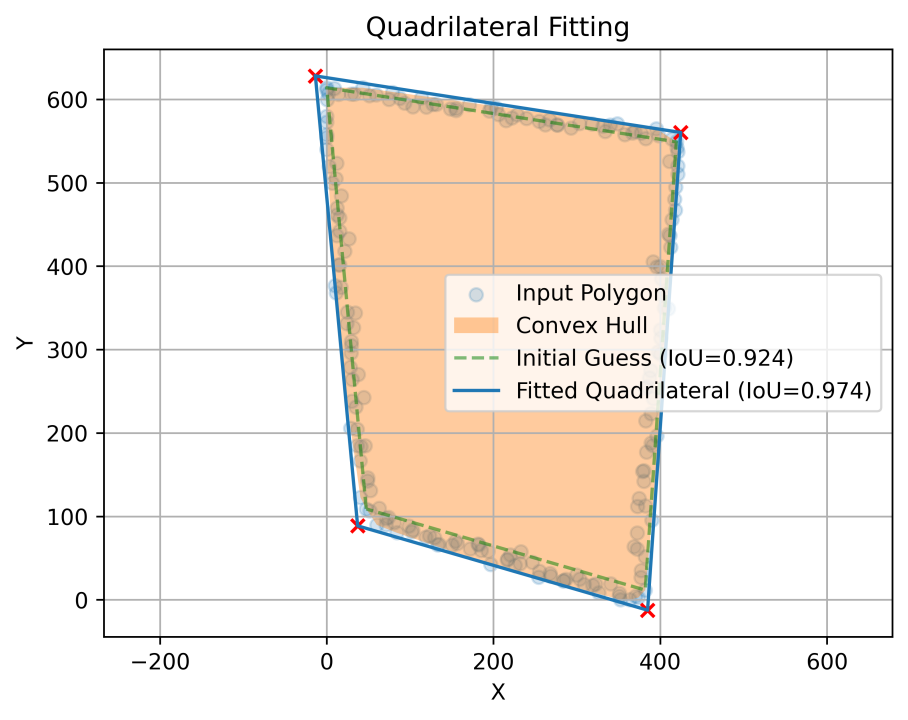 Quadrilateral Fitting
600
500
400
300
200
100
0
Y
Input Polygon
Convex Hull
Initial Guess (IoU=0.924)
Fitted Quadrilateral (IoU=0.974)
−200
0
200
400
600
X